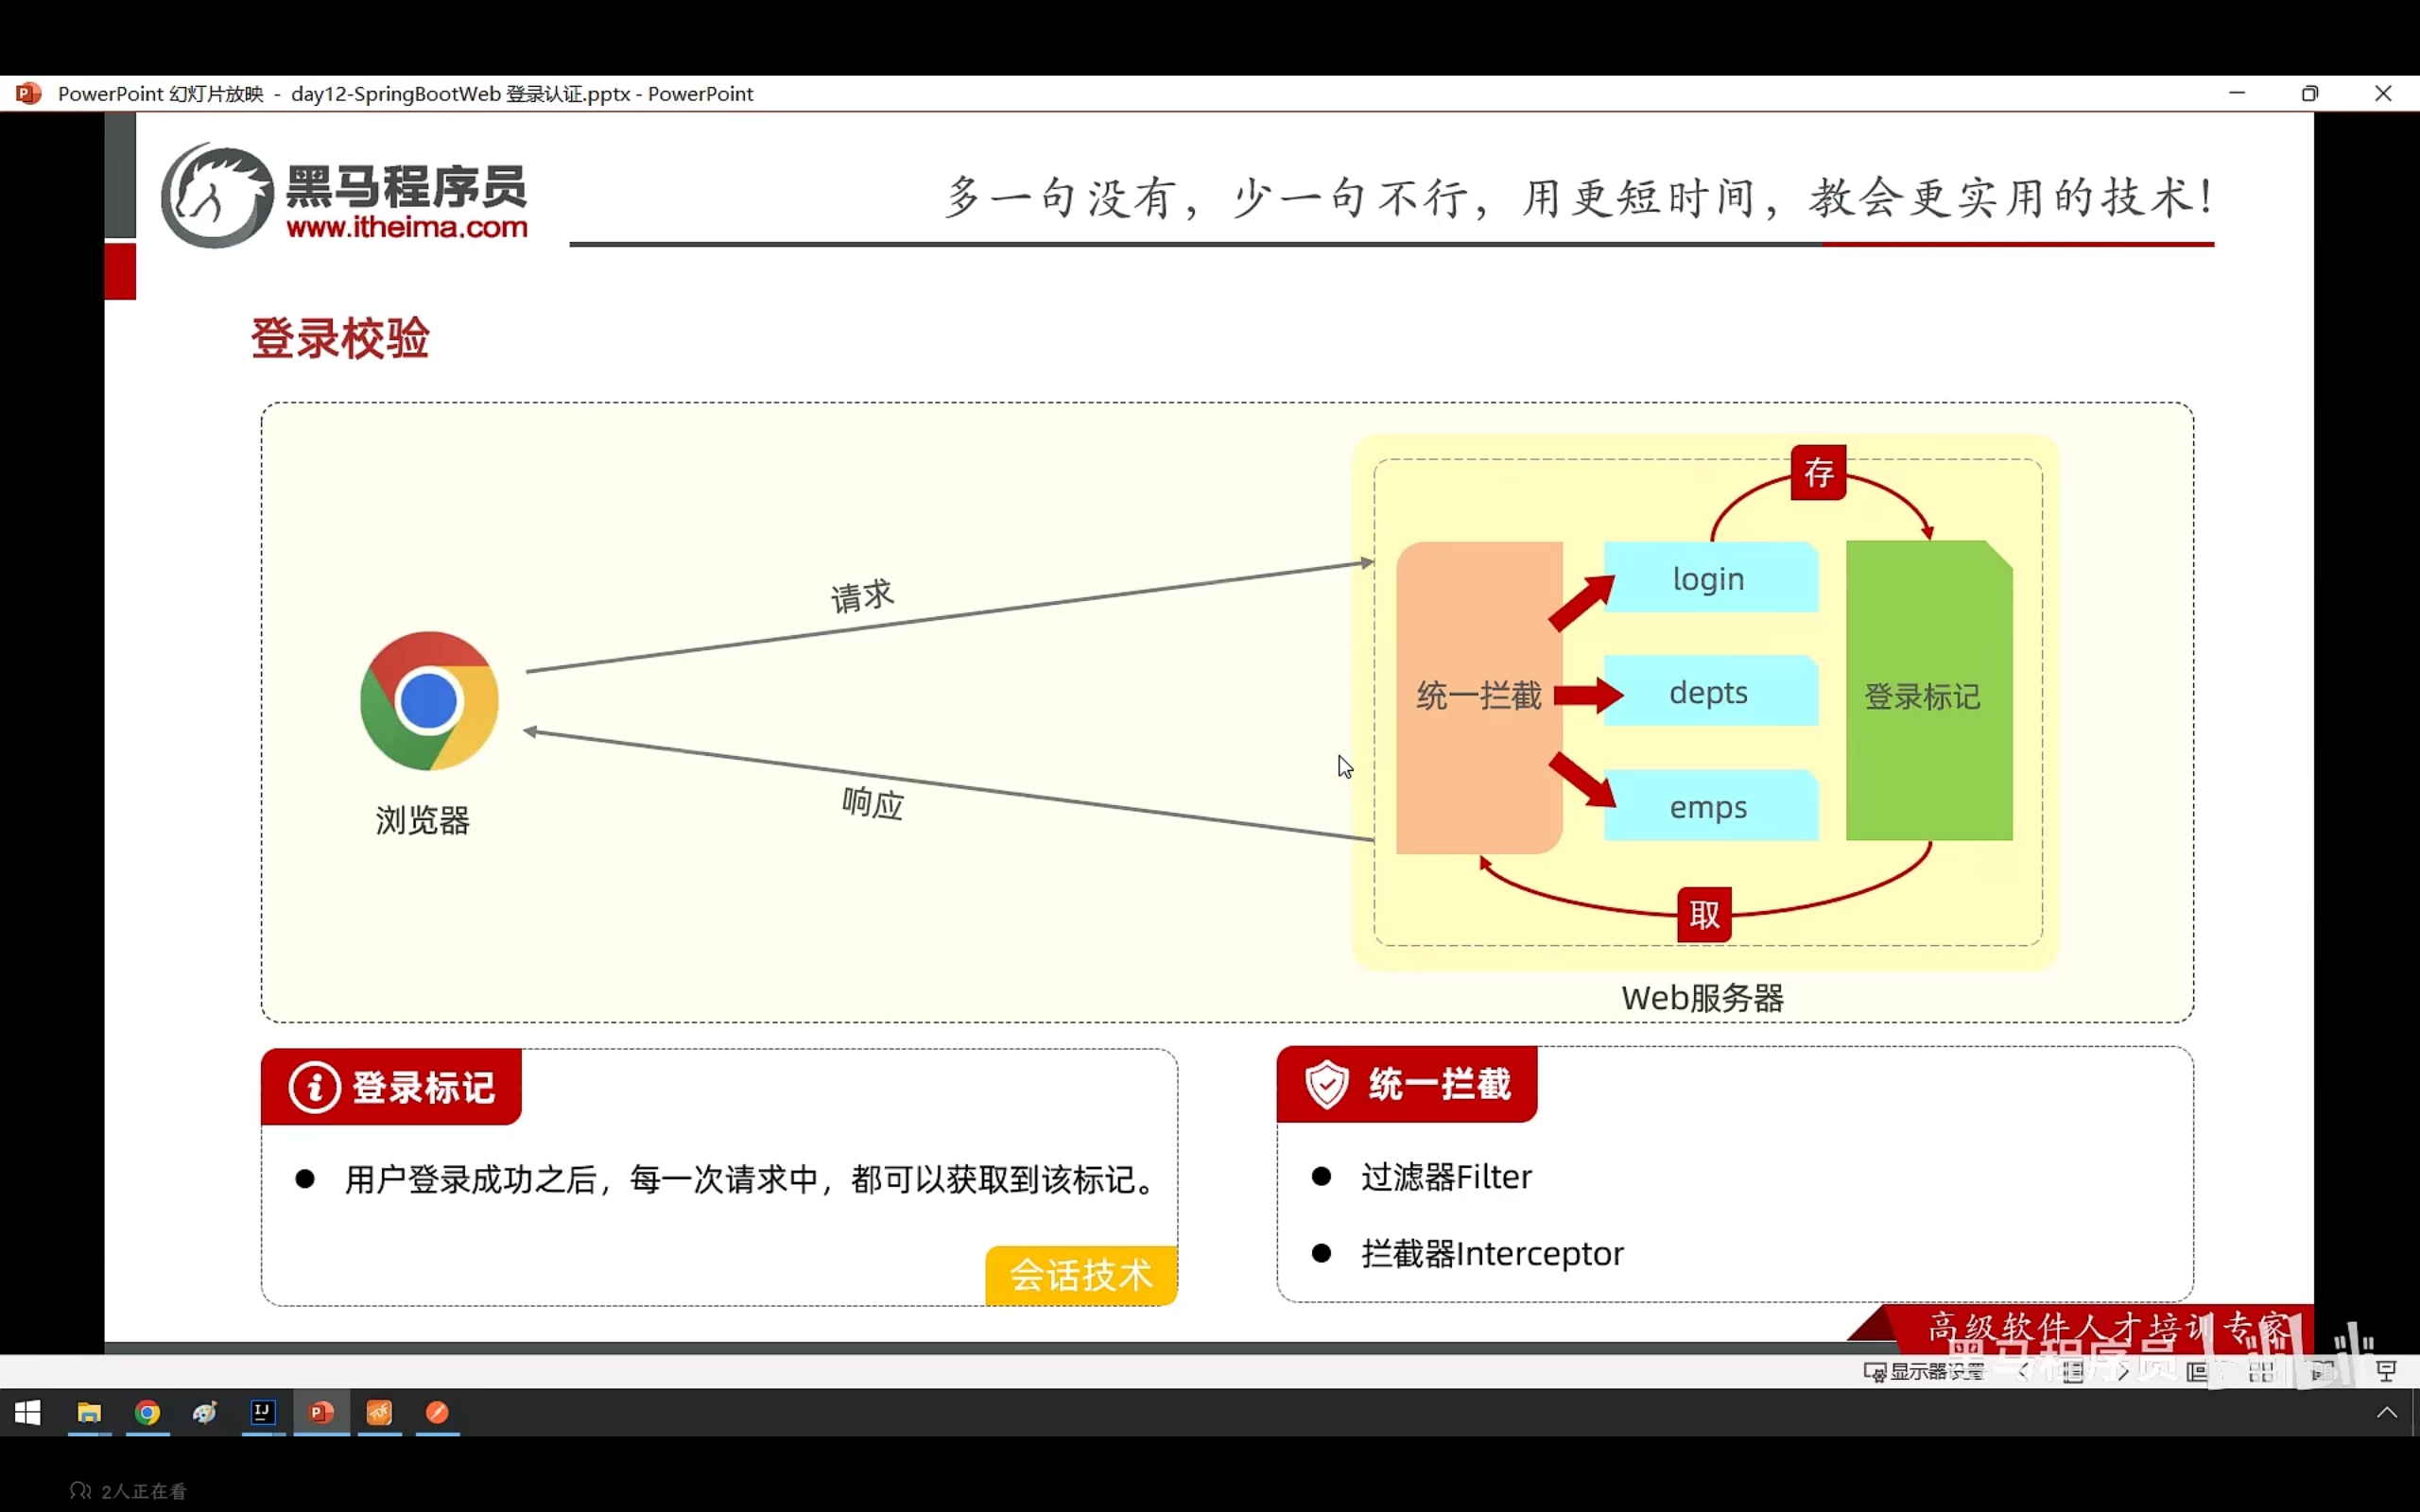 PowerPoint 幻灯片放映 - day12-SpringBootWeb 登录认证.pptx - PowerPoint
黑马程序员
www.itheima.com
多一句没有，少一句不行，用更短时间，教会更实用的技术！
登录校验
存
请求
login
统一拦截
depts
登录标记
emps
响应
浏览器
取
Web服务器
登录标记
统一拦截
用户登录成功之后，每一次请求中，都可以获取到该标记。
过滤器Filter
拦截器Interceptor
会话技术
高级软件人才培训专家
黑马程序员
显示器设置
2人正在看